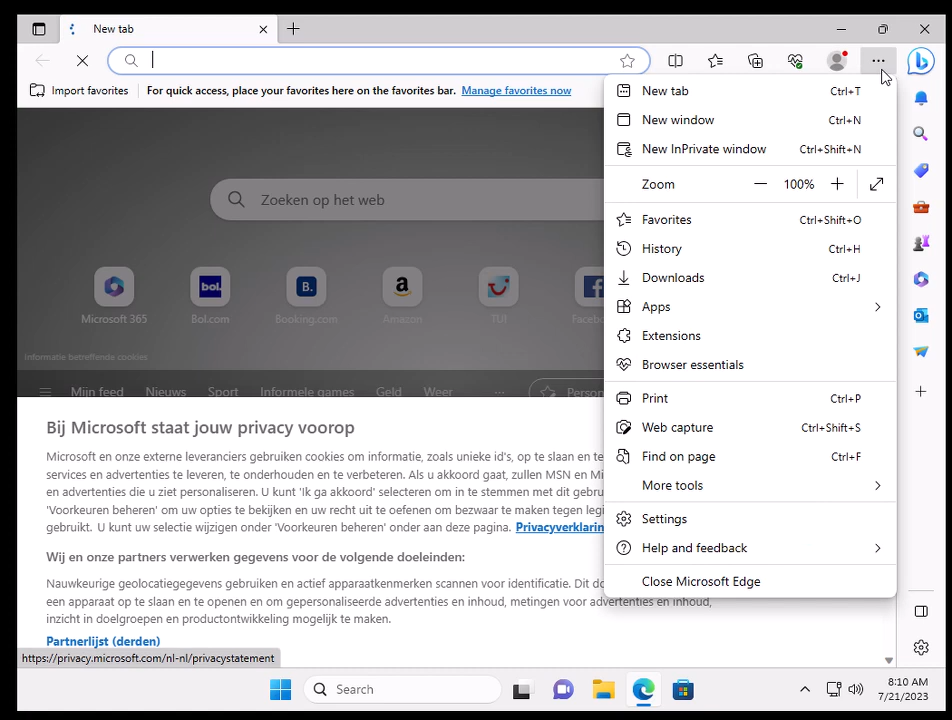 New tab
Import favorites
For quick access, place your favorites here on the favorites bar. Manage favorites now
Zoeken op het web
bol.
B.
a
Microsoft 365
Bol.com
Booking.com
Amazon
TUI
Faceb
Informatie betreffende cookies
Mijn feed
Nieuws
Sport
Informele games
Geld
Weer
...
Person
Bij Microsoft staat jouw privacy voorop
Microsoft en onze externe leveranciers gebruiken cookies om informatie, zoals unieke id's, op te slaan en te
services en advertenties te leveren, te onderhouden en te verbeteren. Als u akkoord gaat, zullen MSN en Mi
en advertenties die u ziet personaliseren. U kunt 'Ik ga akkoord' selecteren om in te stemmen met dit gebru
'Voorkeuren beheren' om uw opties te bekijken en uw recht uit te oefenen om bezwaar te maken tegen legi
gebruikt. U kunt uw selectie wijzigen onder 'Voorkeuren beheren' onder aan deze pagina. Privacyverklarin
Wij en onze partners verwerken gegevens voor de volgende doeleinden:
Nauwkeurige geolocatiegegevens gebruiken en actief apparaatkenmerken scannen voor identificatie. Dit do
een apparaat op te slaan en te openen en om gepersonaliseerde advertenties en inhoud, metingen voor advertenties en inhoud,
inzicht in doelgroepen en productontwikkeling mogelijk te maken.
Partnerlijst (derden)
https://privacy.microsoft.com/nl-nl/privacystatement
New tab Ctrl+T
New window Ctrl+N
New InPrivate window Ctrl+Shift+N
Zoom — 100% +
Favorites Ctrl+Shift+O
History Ctrl+H
Downloads Ctrl+J
Apps
Extensions
Browser essentials
Print Ctrl+P
Web capture Ctrl+Shift+S
Find on page Ctrl+F
More tools
Settings
Help and feedback
Close Microsoft Edge
Search
8:10 AM
7/21/2023